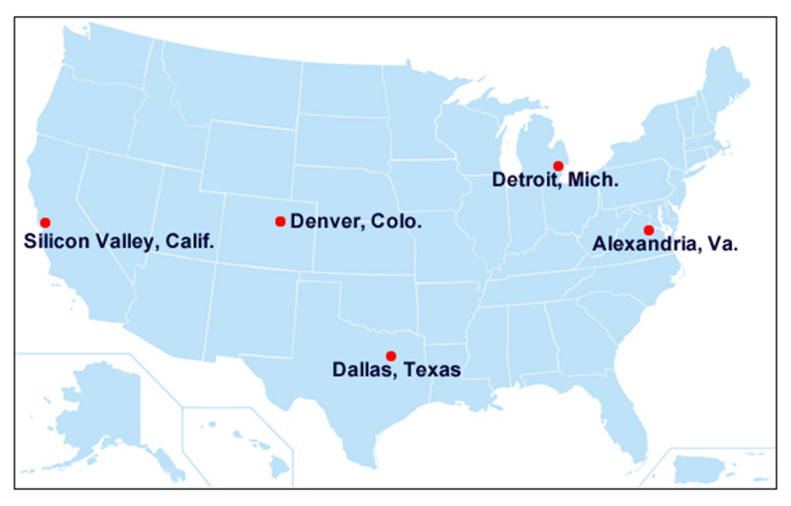 Detroit, Mich.
Denver, Colo.
Silicon Valley, Calif.
Alexandria, Va.
Dallas, Texas